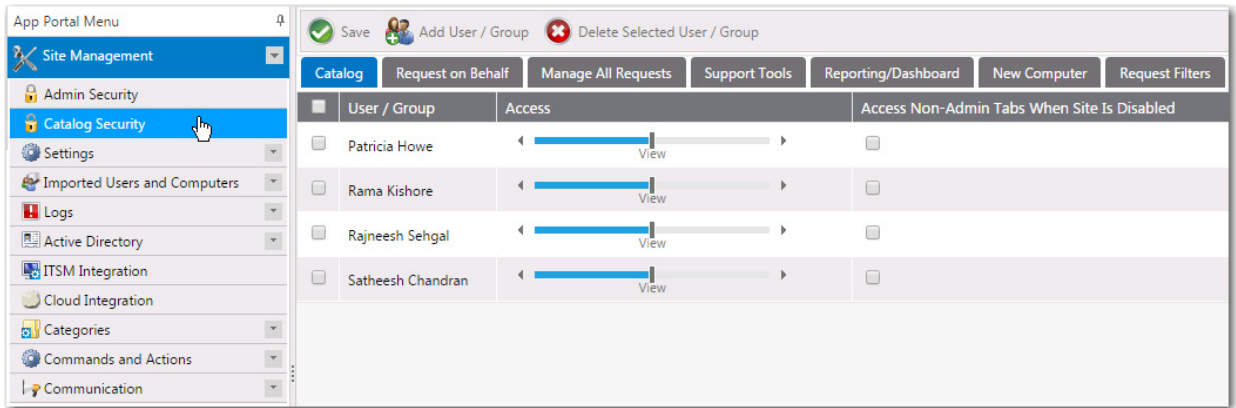 App Portal Menu
Site Management
Admin Security
Catalog Security
Settings
Imported Users and Computers
Logs
Active Directory
ITSM Integration
Cloud Integration
Categories
Commands and Actions
Communication
Save Add User / Group Delete Selected User / Group
Catalog Request on Behalf Manage All Requests Support Tools Reporting/Dashboard New Computer Request Filters
User / Group Access Access Non-Admin Tabs When Site Is Disabled
Patricia Howe
View
Rama Kishore
View
Rajneesh Sehgal
View
Satheesh Chandran
View